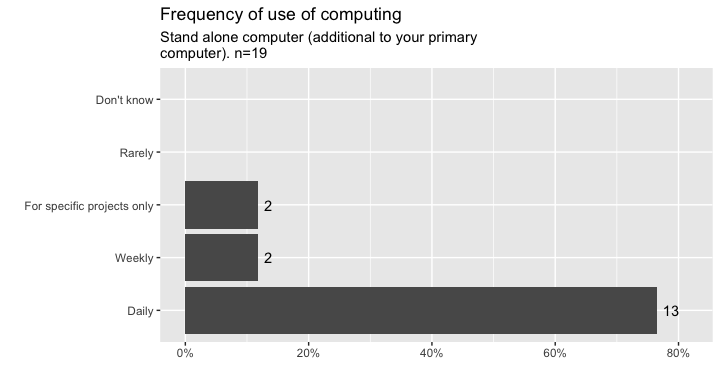 Frequency of use of computing
Stand alone computer (additional to your primary
computer). n=19
Don't know
Rarely
For specific projects only
2
Weekly
2
Daily
13
0%
20%
40%
60%
80%